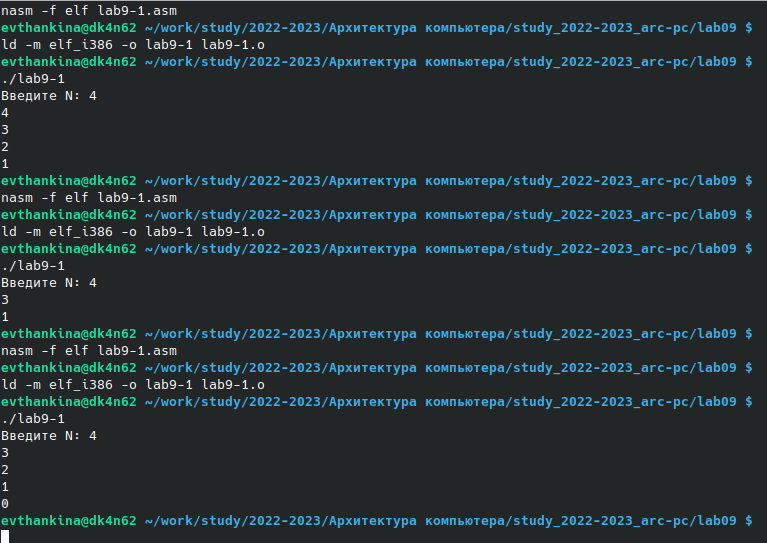 nasm -f elf lab9-1.asm
evthankina@dk4n62 ~/work/study/2022-2023/Архитектура компьютера/study_2022-2023_arc-pc/lab09 $
ld -m elf_i386 -o lab9-1 lab9-1.o
evthankina@dk4n62 ~/work/study/2022-2023/Архитектура компьютера/study_2022-2023_arc-pc/lab09 $
./lab9-1
Введите N: 4
4
3
2
1
evthankina@dk4n62 ~/work/study/2022-2023/Архитектура компьютера/study_2022-2023_arc-pc/lab09 $
nasm -f elf lab9-1.asm
evthankina@dk4n62 ~/work/study/2022-2023/Архитектура компьютера/study_2022-2023_arc-pc/lab09 $
ld -m elf_i386 -o lab9-1 lab9-1.o
evthankina@dk4n62 ~/work/study/2022-2023/Архитектура компьютера/study_2022-2023_arc-pc/lab09 $
./lab9-1
Введите N: 4
3
1
evthankina@dk4n62 ~/work/study/2022-2023/Архитектура компьютера/study_2022-2023_arc-pc/lab09 $
nasm -f elf lab9-1.asm
evthankina@dk4n62 ~/work/study/2022-2023/Архитектура компьютера/study_2022-2023_arc-pc/lab09 $
ld -m elf_i386 -o lab9-1 lab9-1.o
evthankina@dk4n62 ~/work/study/2022-2023/Архитектура компьютера/study_2022-2023_arc-pc/lab09 $
./lab9-1
Введите N: 4
3
2
1
0
evthankina@dk4n62 ~/work/study/2022-2023/Архитектура компьютера/study_2022-2023_arc-pc/lab09 $